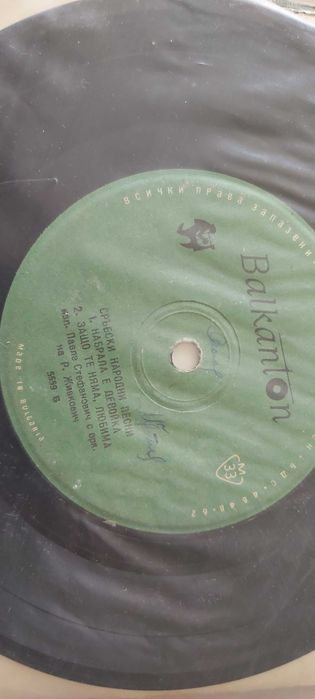 ВСИЧКИ ПРАВА ЗАПАЗЕНИ
Balkanton
M
33
СРЪБСКИ НАРОДНИ ПЕСНИ
1. НАБРАЛА Е ДЕВОЙКА
2. ЗАЩО ТЕ НЯМА, ЛЮБИМА
изп. Павле Стефанович с орк.
на Р. Живкович
5659 Б
Made in Bulgaria